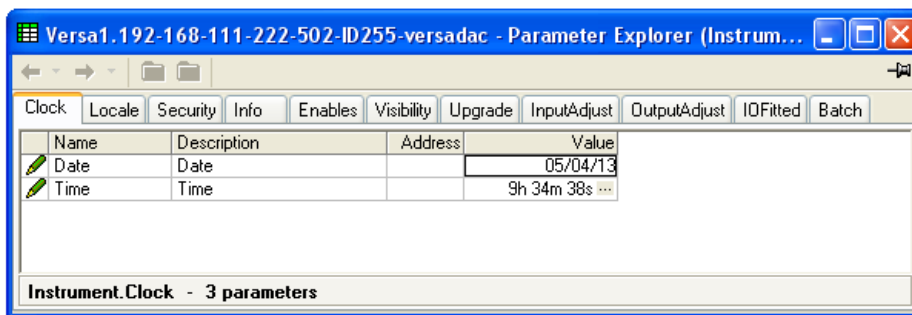 Versa1.192-168-111-222-502-ID255-versadac - Parameter Explorer (Instrum...
Clock Locale Security Info Enables Visibility Upgrade InputAdjust OutputAdjust IOFitted Batch
Name Description Address Value
Date Date 05/04/13
Time Time 9h 34m 38s ...
Instrument.Clock - 3 parameters